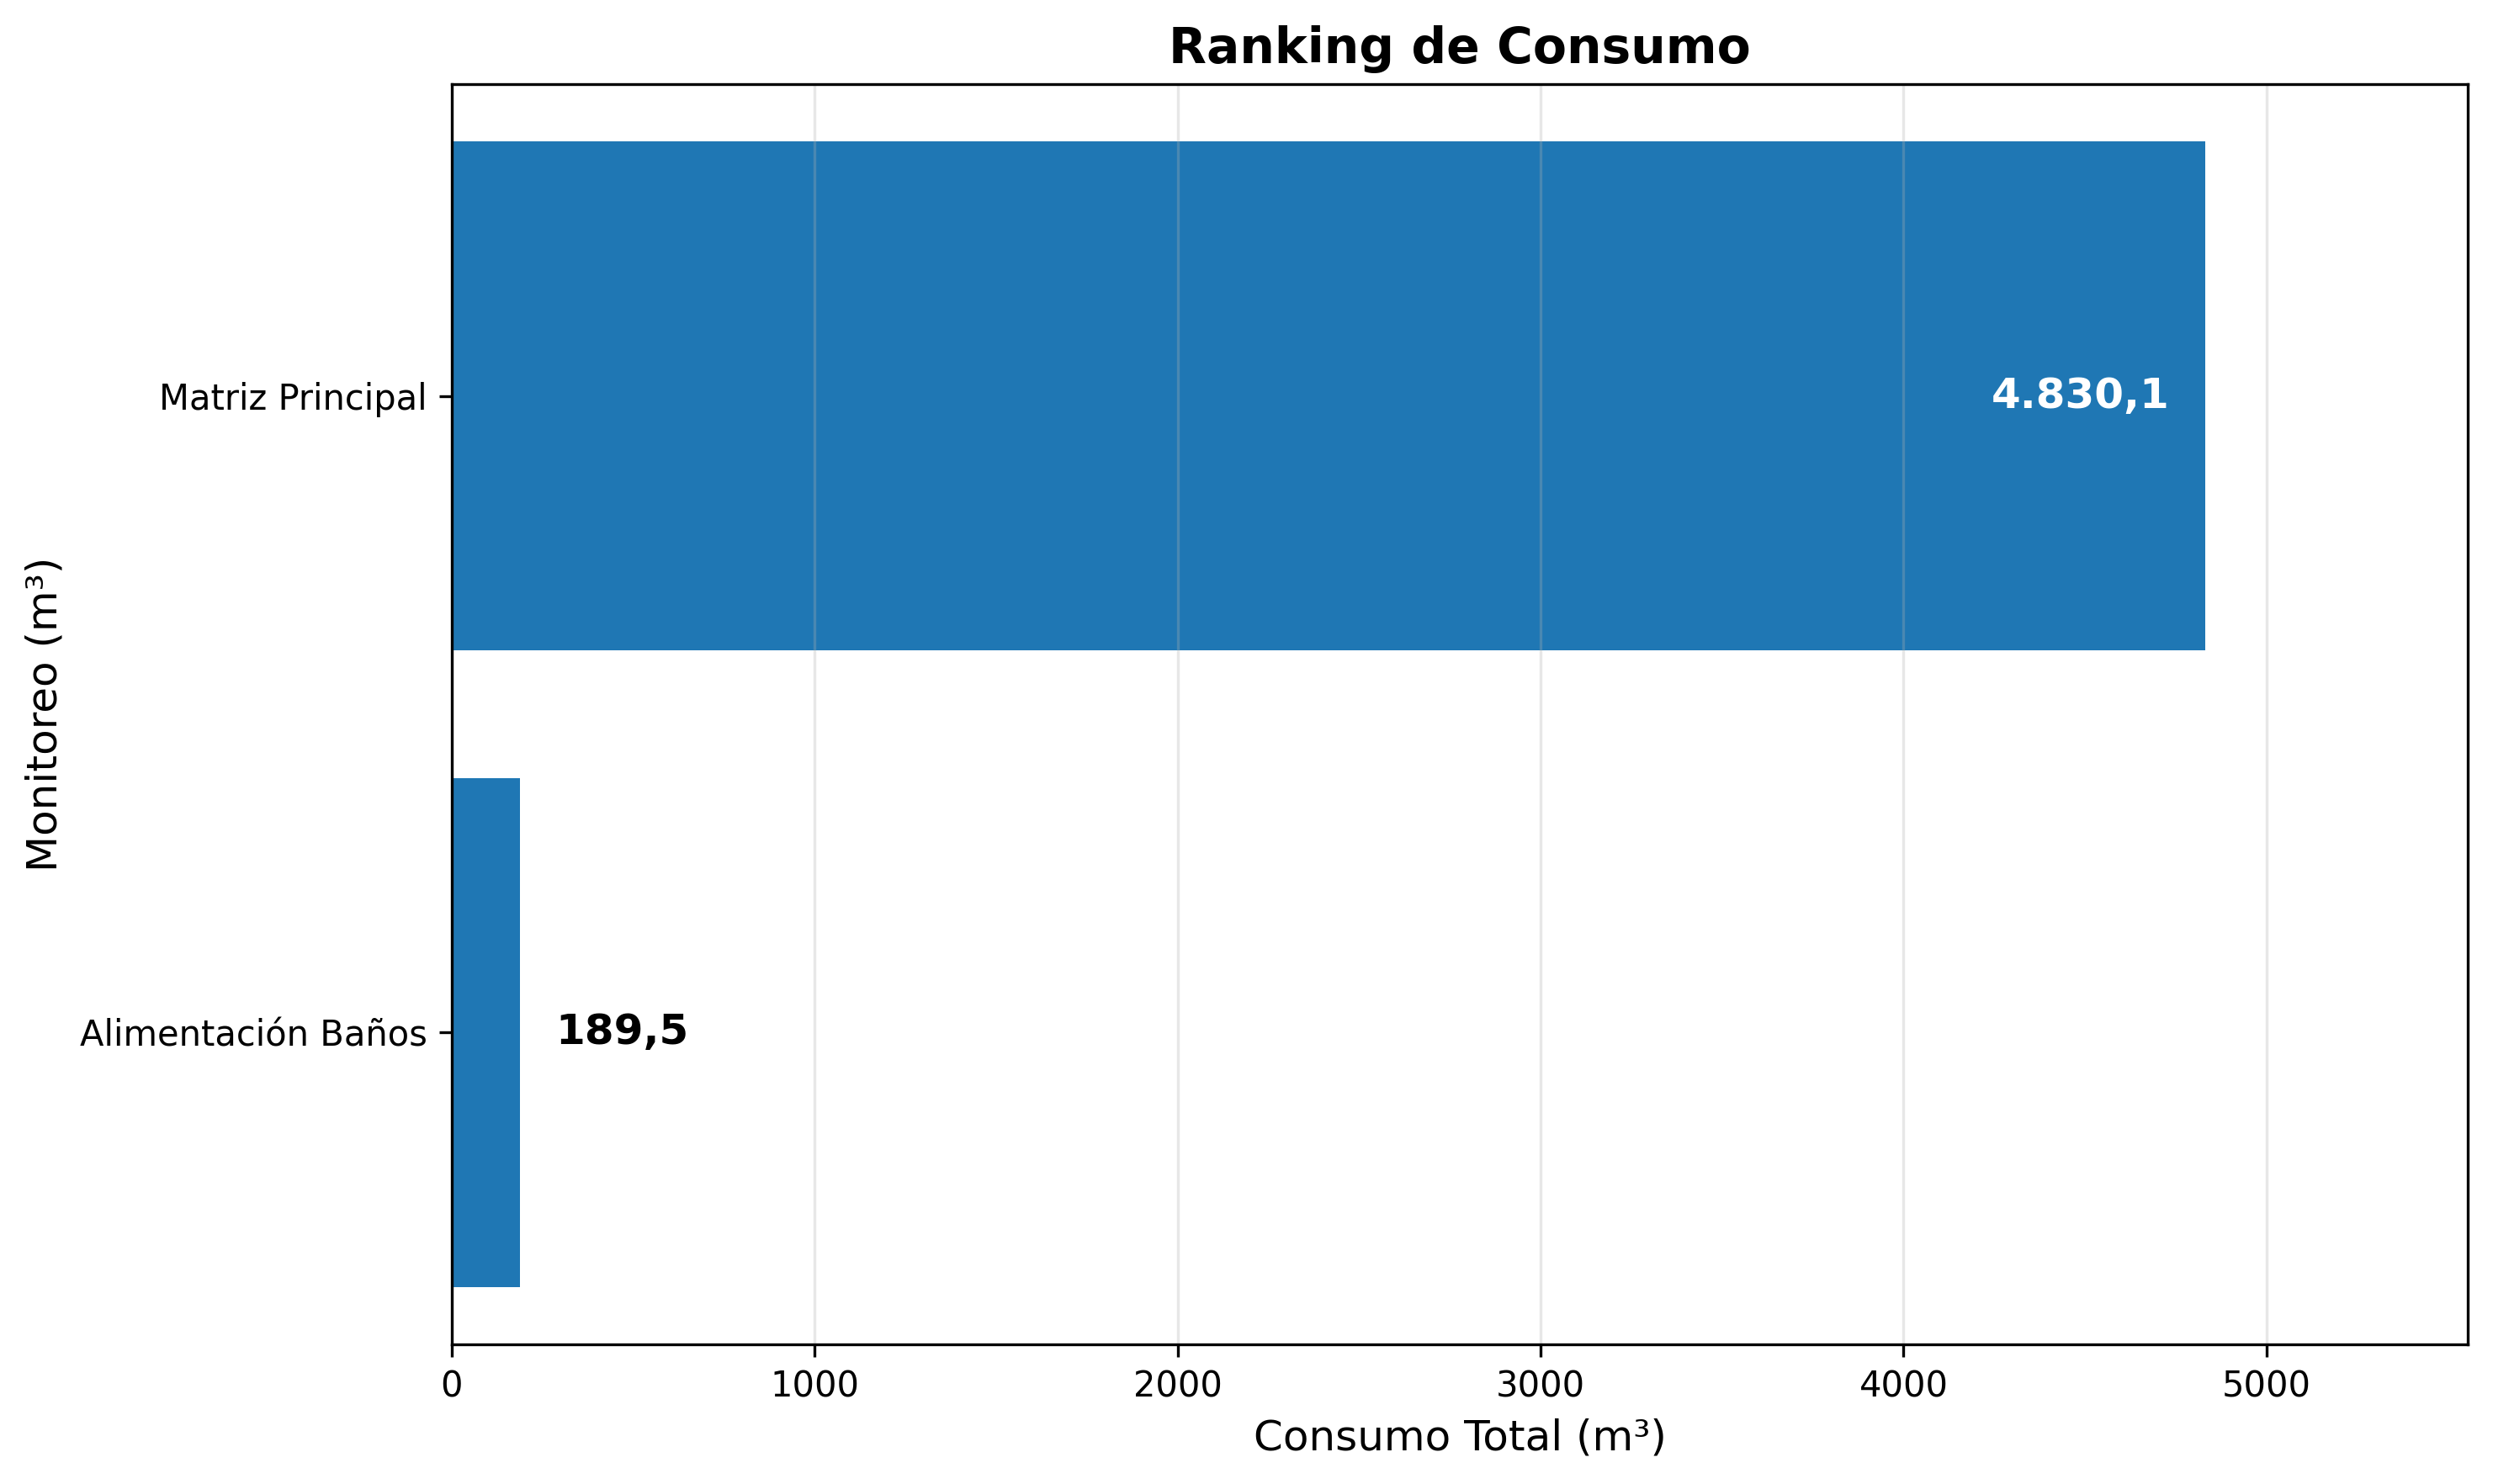 Ranking de Consumo
Monitoreo (m³)
Matriz Principal
4.830,1
Alimentación Baños
189,5
0 1000 2000 3000 4000 5000
Consumo Total (m³)